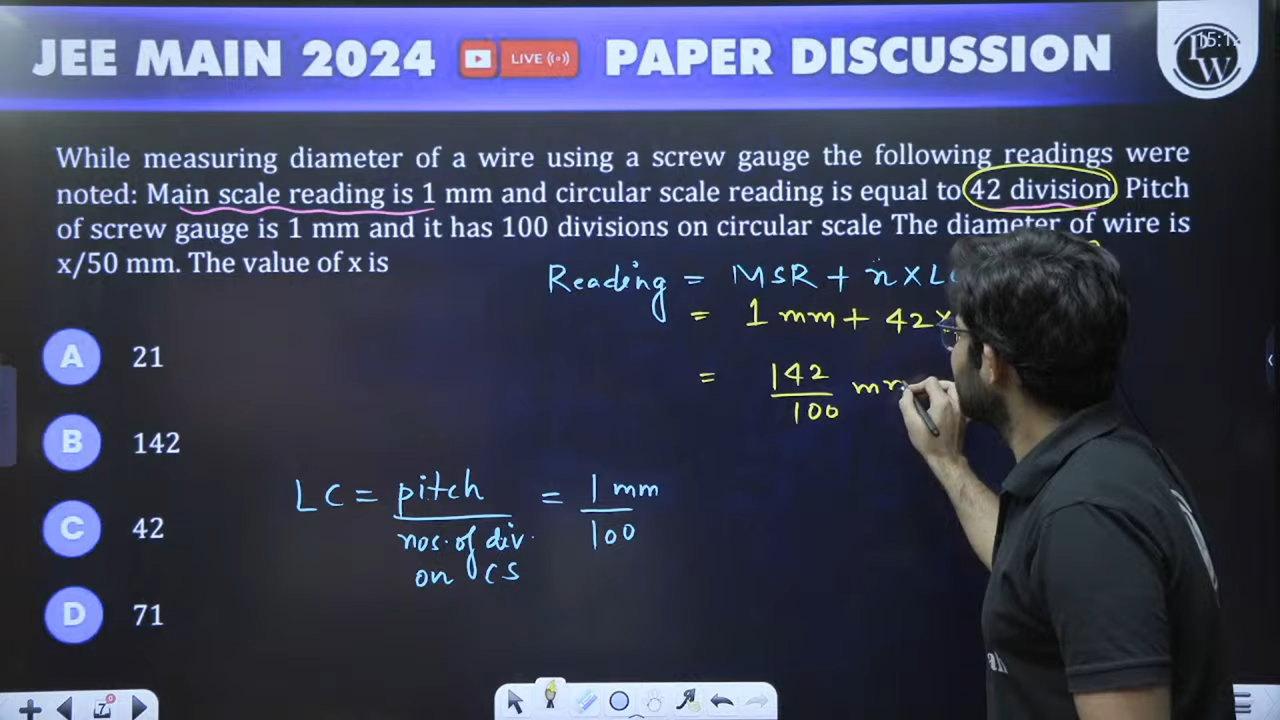 JEE MAIN 2024 LIVE PAPER DISCUSSION
15:1
PW
While measuring diameter of a wire using a screw gauge the following readings were
noted: Main scale reading is 1 mm and circular scale reading is equal to 42 division. Pitch
of screw gauge is 1 mm and it has 100 divisions on circular scale The diameter of wire is
x/50 mm. The value of x is
Reading = MSR + n × L
= 1 mm + 42 ×
= 142/100 mm
A 21
B 142
C 42
D 71
LC = pitch / nos. of div. on CS = 1 mm / 100
7